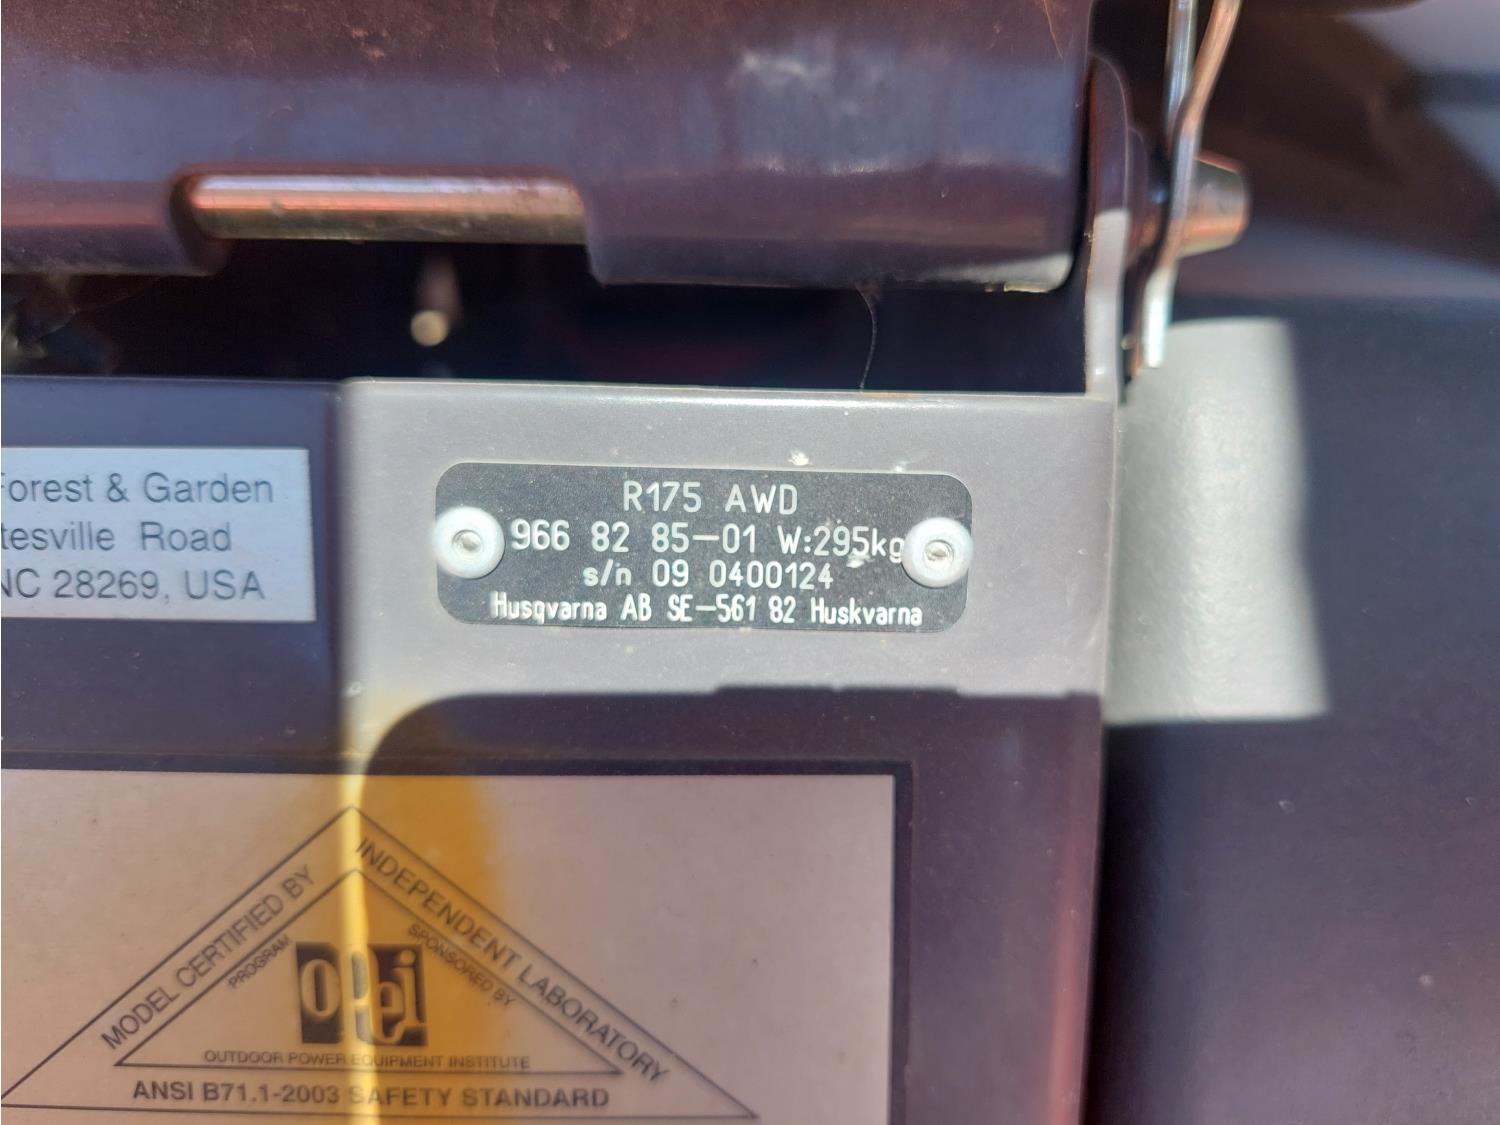 Forest & Garden
tesville Road
NC 28269, USA
R175 AWD
966 82 85-01 W:295kg
s/n 09 0400124
Husqvarna AB SE-561 82 Huskvarna
MODEL CERTIFIED BY
INDEPENDENT LABORATORY
PROGRAM
SPONSORED BY
opei
OUTDOOR POWER EQUIPMENT INSTITUTE
ANSI B71.1-2003 SAFETY STANDARD